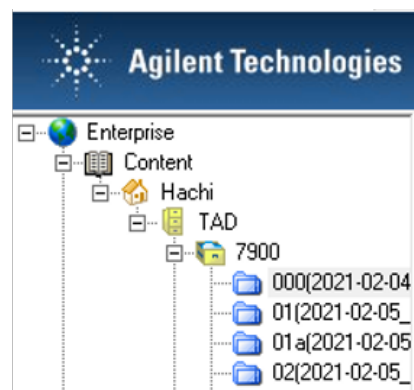 Agilent Technologies
Enterprise
Content
Hachi
TAD
7900
000(2021-02-04
01(2021-02-05_
01a(2021-02-05
02(2021-02-05_